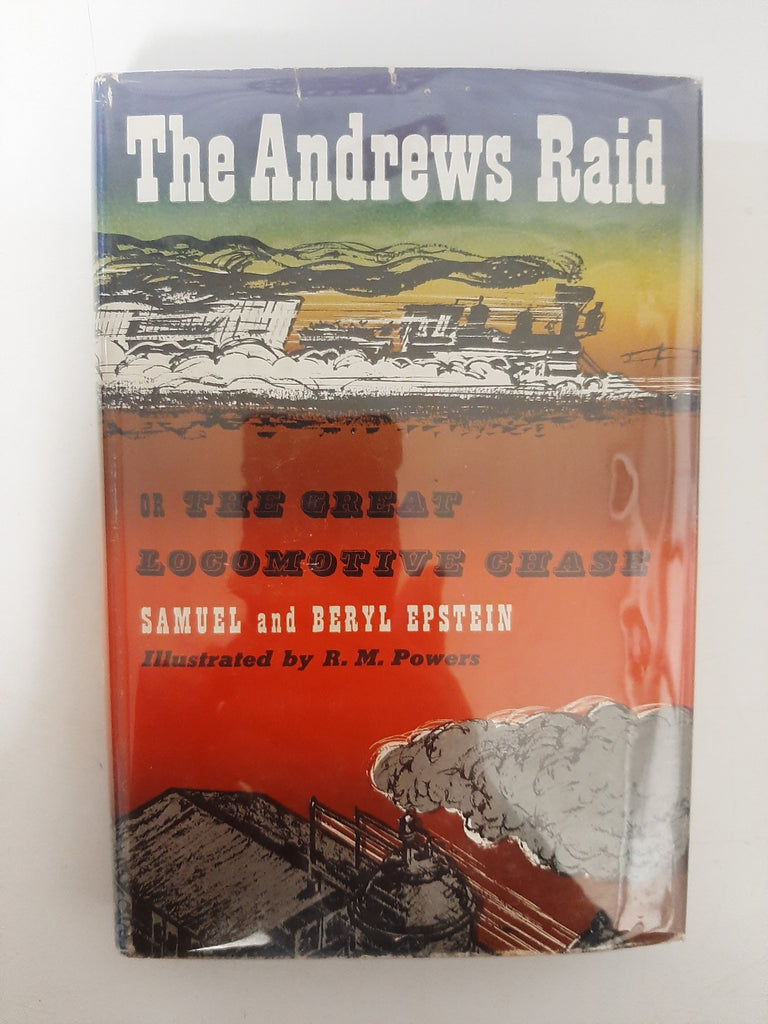 The Andrews Raid
OR THE GREAT
LOCOMOTIVE CHASE
SAMUEL and BERYL EPSTEIN
Illustrated by R. M. Powers